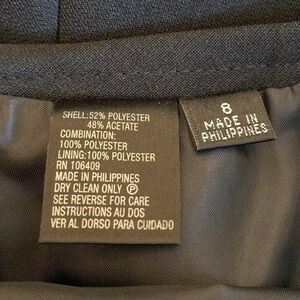 SHELL:52% POLYESTER
48% ACETATE
COMBINATION:
100% POLYESTER
LINING:100% POLYESTER
RN 106409
MADE IN PHILIPPINES
DRY CLEAN ONLY Ⓟ
SEE REVERSE FOR CARE
INSTRUCTIONS AU DOS
VER AL DORSO PARA CUIDADO
8
MADE IN
PHILIPPINES